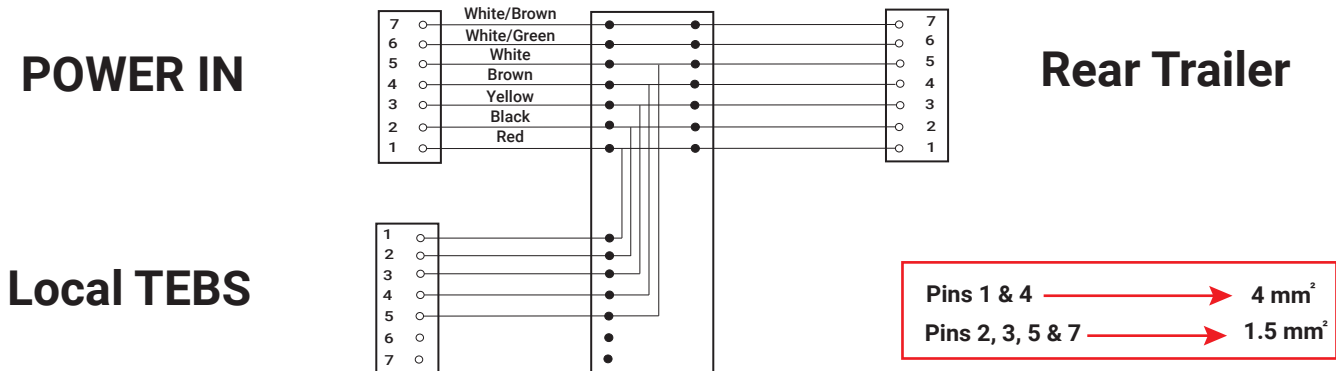 POWER IN
7 White/Brown
6 White/Green
5 White
4 Brown
3 Yellow
2 Black
1 Red
7
6
5
4
3
2
1
Rear Trailer
Local TEBS
1
2
3
4
5
6
7
Pins 1 & 4 4 mm²
Pins 2, 3, 5 & 7 1.5 mm²